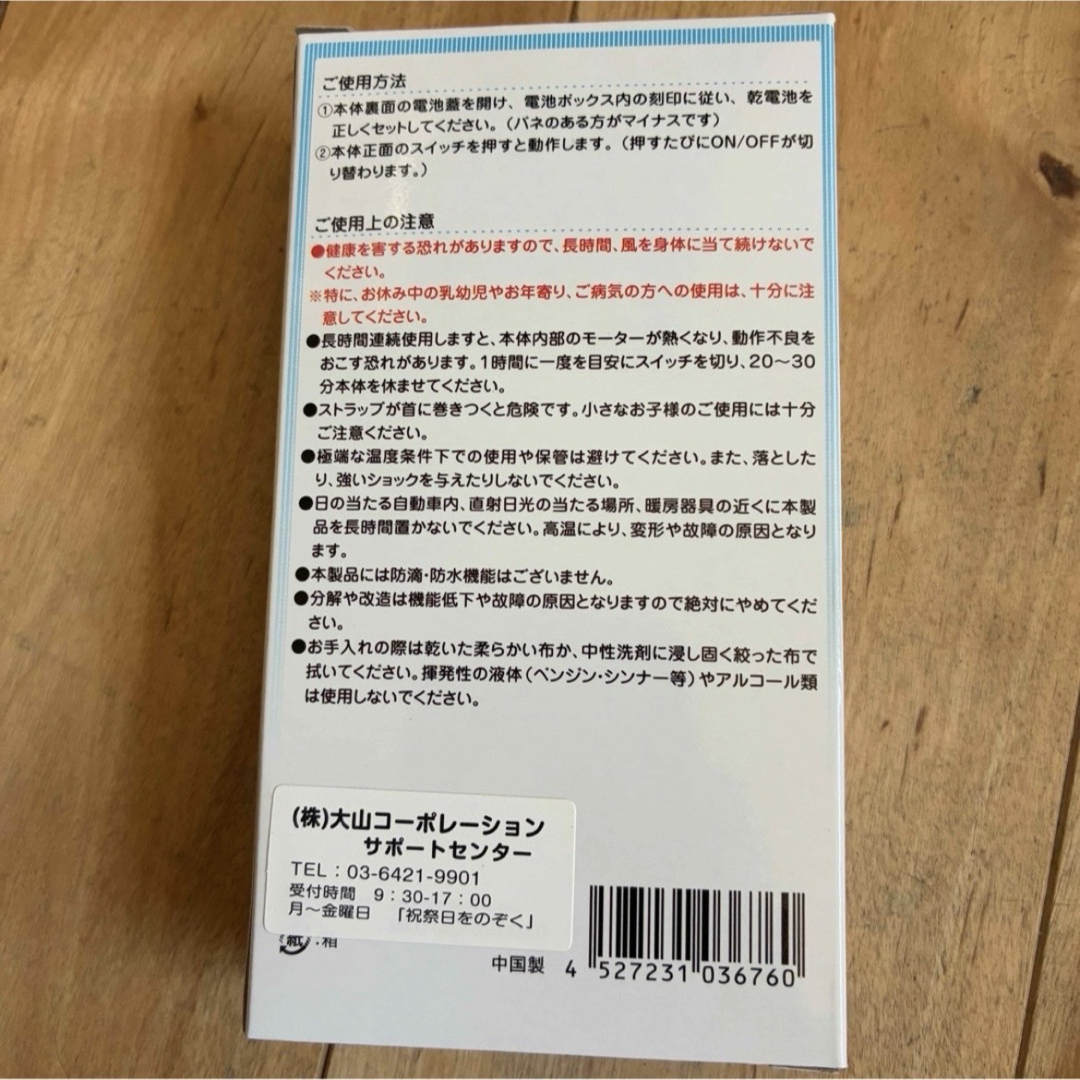 ご使用方法
①本体裏面の電池蓋を開け、電池ボックス内の刻印に従い、乾電池を
正しくセットしてください。（バネのある方がマイナスです）
②本体正面のスイッチを押すと動作します。（押すたびにON/OFFが切
り替わります。）
ご使用上の注意
●健康を害する恐れがありますので、長時間、風を身体に当て続けないで
ください。
※特に、お休み中の乳幼児やお年寄り、ご病気の方への使用は、十分に注
意してください。
●長時間連続使用しますと、本体内部のモーターが熱くなり、動作不良を
おこす恐れがあります。1時間に一度を目安にスイッチを切り、20～30
分本体を休ませてください。
●ストラップが首に巻きつくと危険です。小さなお子様のご使用には十分
ご注意ください。
●極端な温度条件下での使用や保管は避けてください。また、落とした
り、強いショックを与えたりしないでください。
●日の当たる自動車内、直射日光の当たる場所、暖房器具の近くに本製
品を長時間置かないでください。高温により、変形や故障の原因となり
ます。
●本製品には防滴・防水機能はございません。
●分解や改造は機能低下や故障の原因となりますので絶対にやめてくだ
さい。
●お手入れの際は乾いた柔らかい布か、中性洗剤に浸し固く絞った布で
拭いてください。揮発性の液体（ベンジン・シンナー等）やアルコール類
は使用しないでください。
(株)大山コーポレーション
サポートセンター
TEL：03-6421-9901
受付時間 9：30-17：00
月～金曜日 「祝祭日をのぞく」
紙：箱
中国製 4 527231 036760